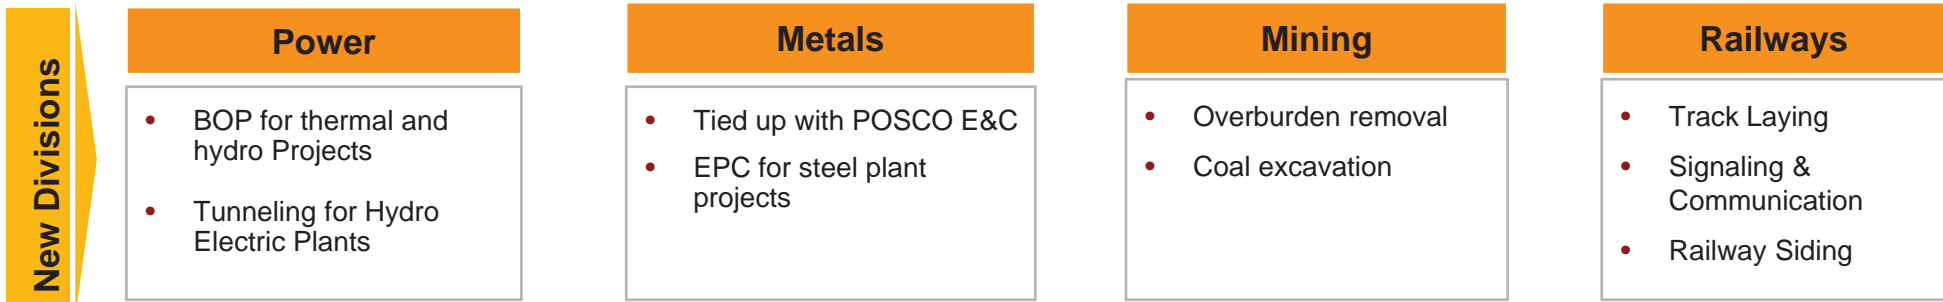 New Divisions
Power
• BOP for thermal and
hydro Projects
• Tunneling for Hydro
Electric Plants
Metals
• Tied up with POSCO E&C
• EPC for steel plant
projects
Mining
• Overburden removal
• Coal excavation
Railways
• Track Laying
• Signaling &
Communication
• Railway Siding